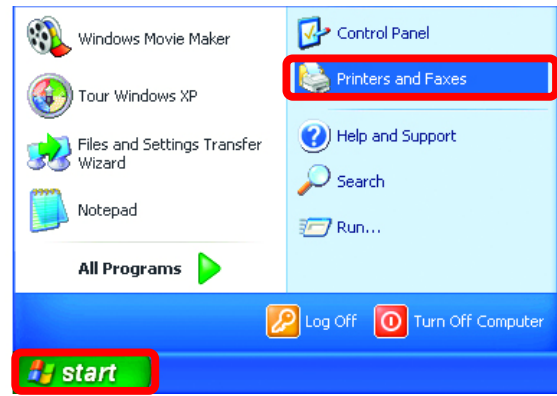 Windows Movie Maker
Tour Windows XP
Files and Settings Transfer
Wizard
Notepad
All Programs
Control Panel
Printers and Faxes
Help and Support
Search
Run...
Log Off
Turn Off Computer
start